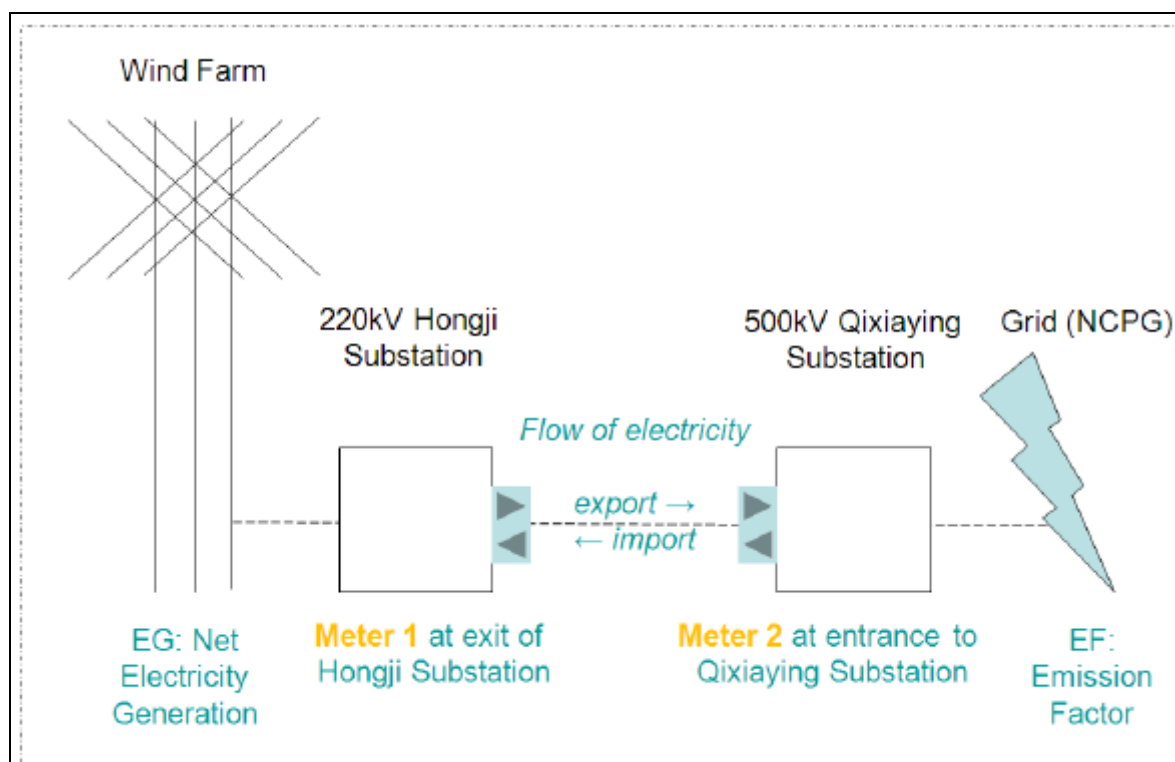 Wind Farm
220kV Hongji
Substation
500kV Qixiaying
Substation
Grid (NCPG)
Flow of electricity
export →
← import
EG: Net
Electricity
Generation
Meter 1 at exit of
Hongji Substation
Meter 2 at entrance to
Qixiaying Substation
EF:
Emission
Factor